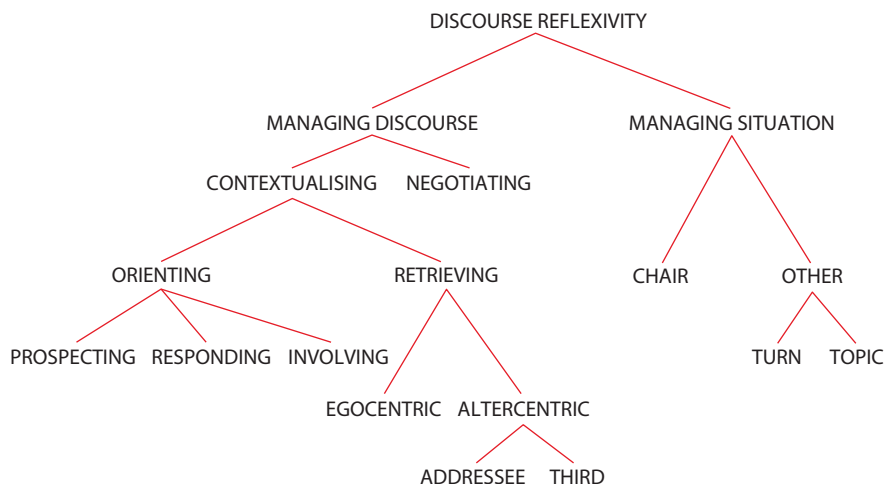 DISCOURSE REFLEXIVITY
MANAGING DISCOURSE MANAGING SITUATION
CONTEXTUALISING NEGOTIATING
ORIENTING RETRIEVING CHAIR OTHER
PROSPECTING RESPONDING INVOLVING TURN TOPIC
EGOCENTRIC ALTERCENTRIC
ADDRESSEE THIRD